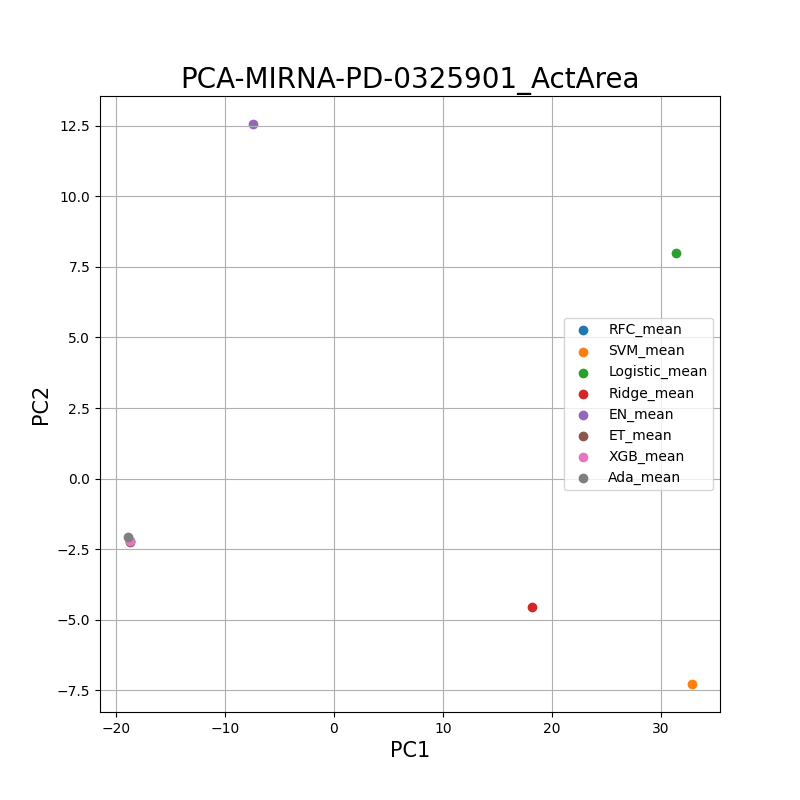 PCA-MIRNA-PD-0325901_ActArea
12.5
10.0
7.5
5.0
2.5
0.0
−2.5
−5.0
−7.5
PC2
RFC_mean
SVM_mean
Logistic_mean
Ridge_mean
EN_mean
ET_mean
XGB_mean
Ada_mean
−20 −10 0 10 20 30
PC1